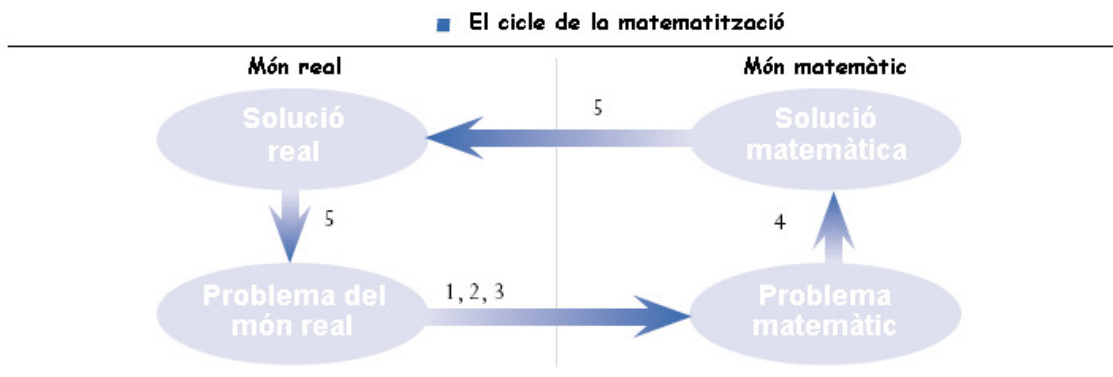 El cicle de la matematització
Món real
Món matemàtic
Solució
real
5
Solució
matemàtica
5
4
Problema del
món real
1, 2, 3
Problema
matemàtic